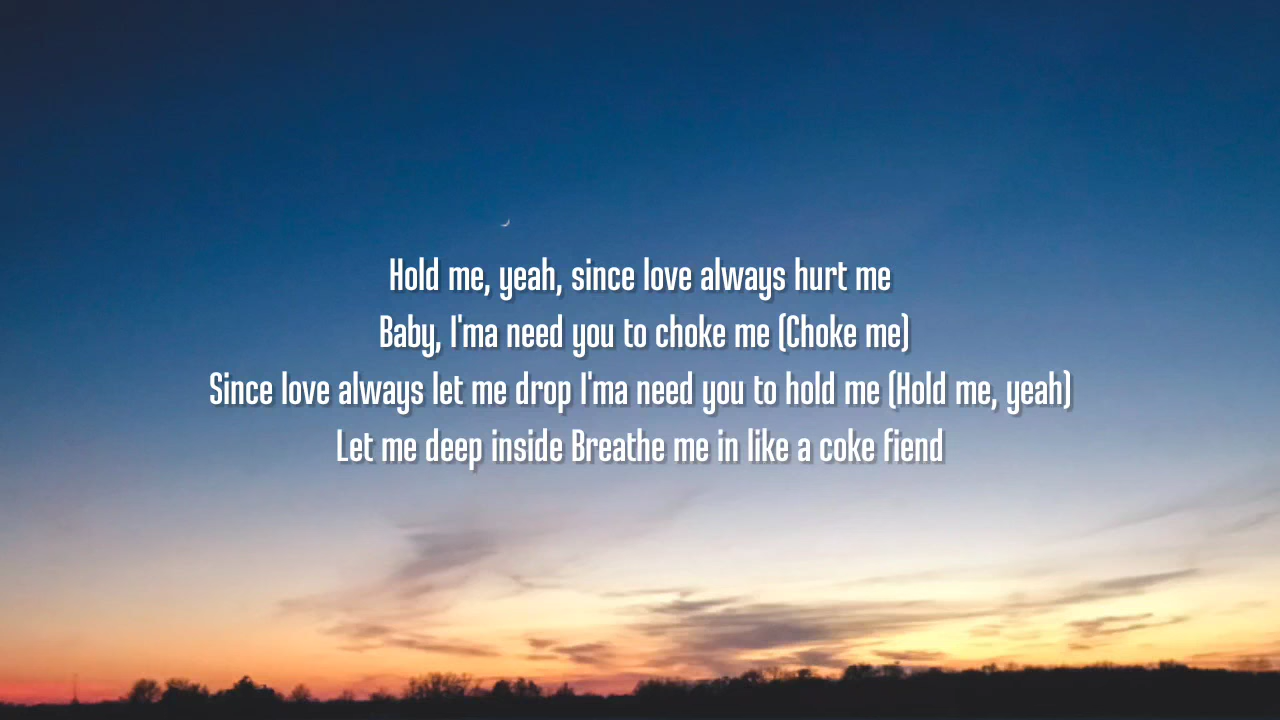 Hold me, yeah, since love always hurt me
Baby, I'ma need you to choke me (Choke me)
Since love always let me drop I'ma need you to hold me (Hold me, yeah)
Let me deep inside Breathe me in like a coke fiend